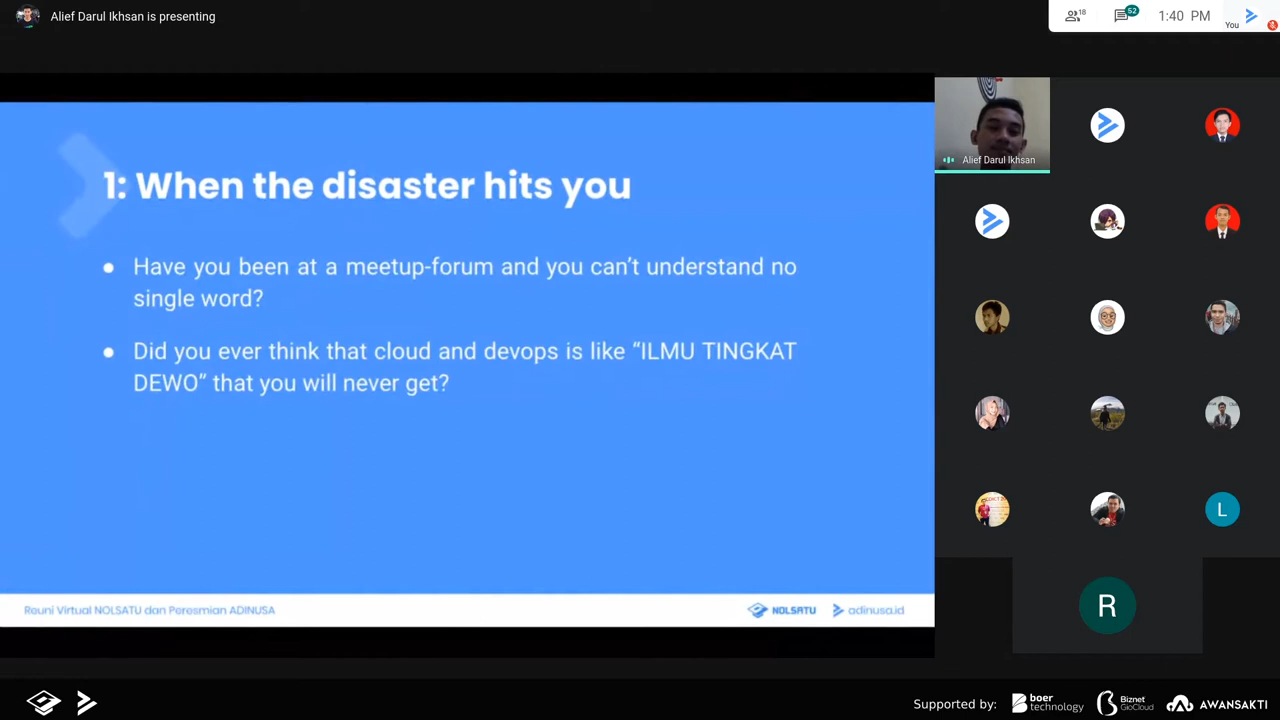 Alief Darul Ikhsan is presenting
18
52
1:40 PM
You
1: When the disaster hits you
● Have you been at a meetup-forum and you can't understand no
single word?
● Did you ever think that cloud and devops is like “ILMU TINGKAT
DEWO” that you will never get?
Reuni Virtual NOLSATU dan Peresmian ADINUSA
NOLSATU
adinusa.id
Alief Darul Ikhsan
L
R
Supported by:
boer
technology
Biznet
GioCloud
AWANSAKTI